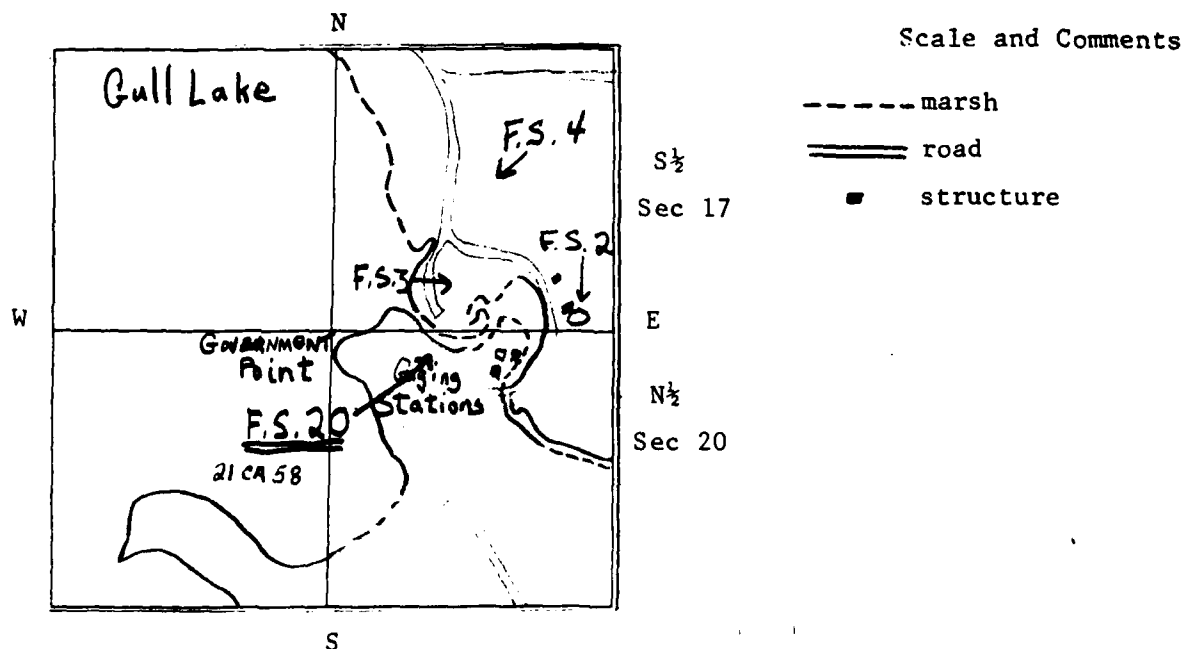 N
Scale and Comments
Gull Lake
marsh
F.S. 4
road
S½
structure
Sec 17
F.S. 2
F.S. 3
W
E
GOVERNMENT
Point
Gaging
Stations
N½
F.S. 20
Sec 20
21 CA 58
S